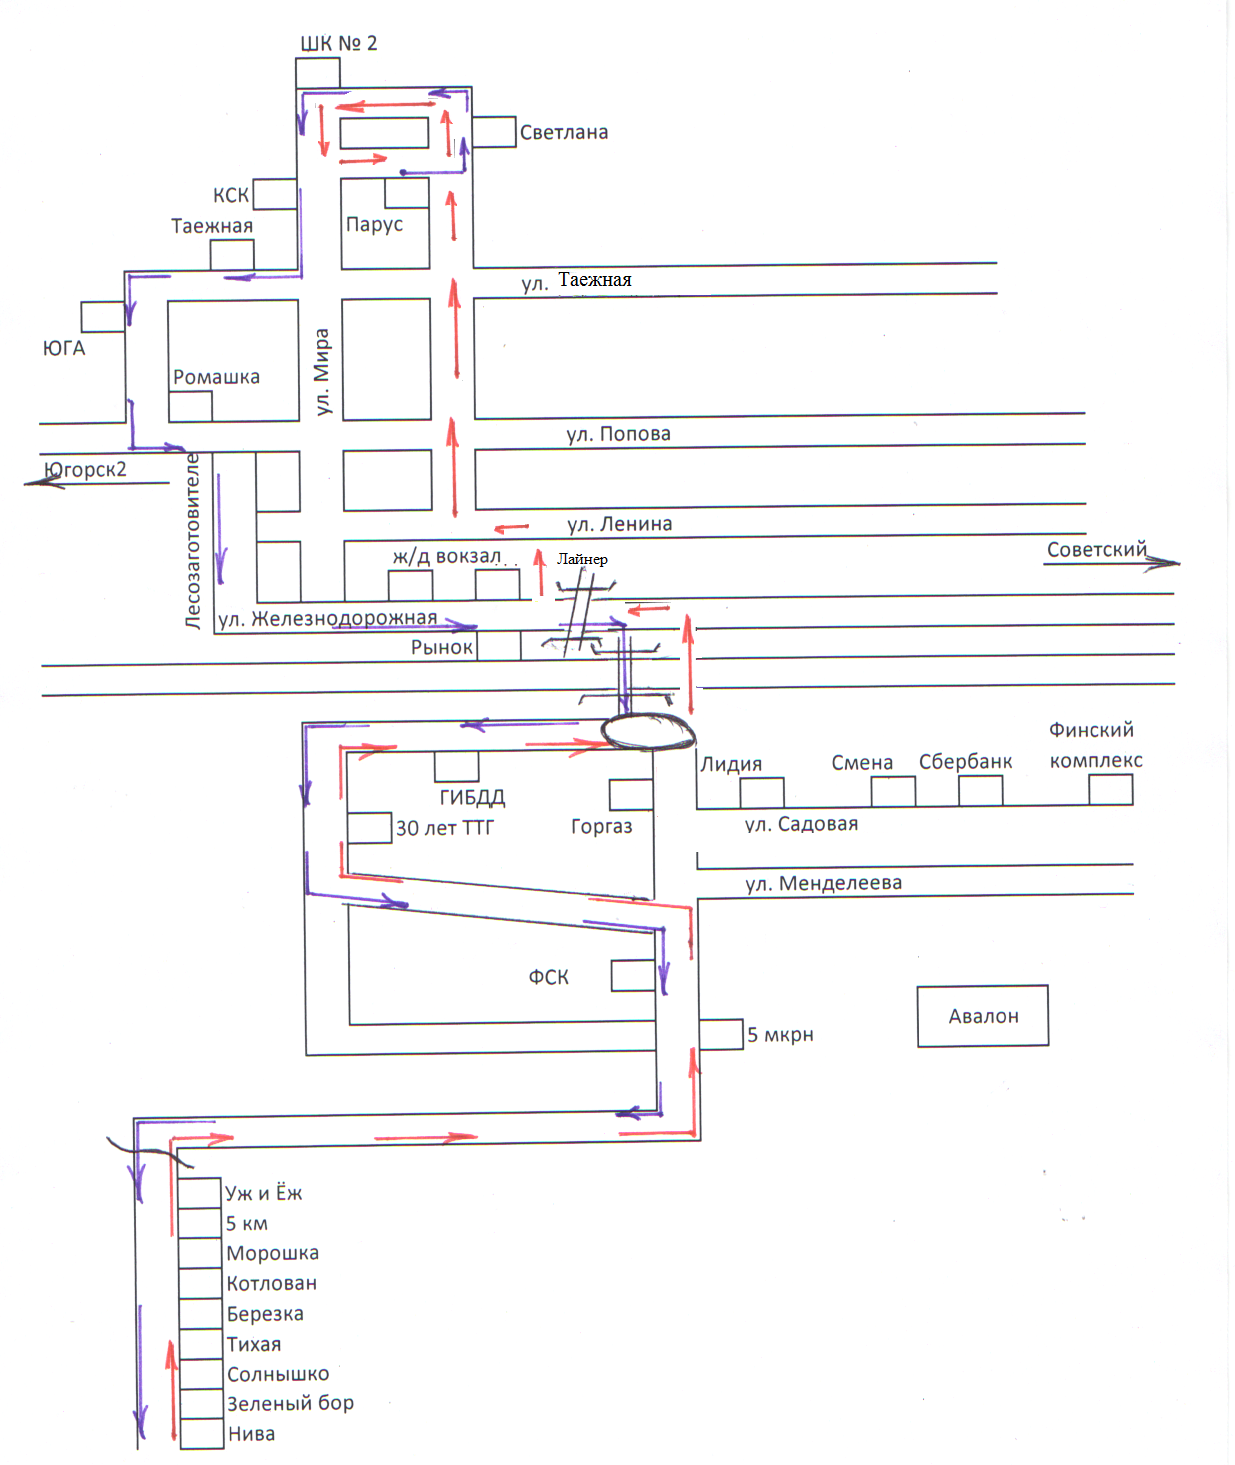 ШК № 2
Светлана
КСК
Таежная
Парус
ул. Таежная
ЮГА
Ромашка
ул. Мира
ул. Попова
Югорск2
Лесозаготовителе
ул. Ленина
ж/д вокзал...
Лайнер
Советский
ул. Железнодорожная
Рынок
Финский
комплекс
Лидия
Смена
Сбербанк
ГИБДД
30 лет ТТГ
Горгаз
ул. Садовая
ул. Менделеева
ФСК
Авалон
5 мкрн
Уж и Ёж
5 км
Морошка
Котлован
Березка
Тихая
Солнышко
Зеленый бор
Нива